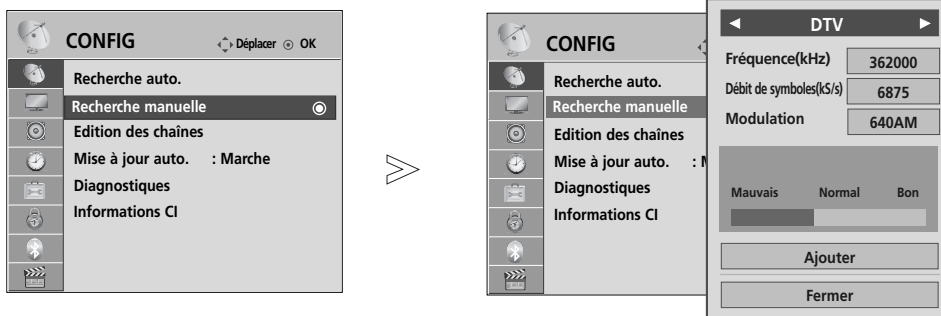 CONFIG
Déplacer OK
Recherche auto.
Recherche manuelle
Edition des chaînes
Mise à jour auto. : Marche
Diagnostiques
Informations CI
CONFIG
Recherche auto.
Recherche manuelle
Edition des chaînes
Mise à jour auto. : M
Diagnostiques
Informations CI
DTV
Fréquence(kHz) 362000
Débit de symboles(kS/s) 6875
Modulation 640AM
Mauvais Normal Bon
Ajouter
Fermer